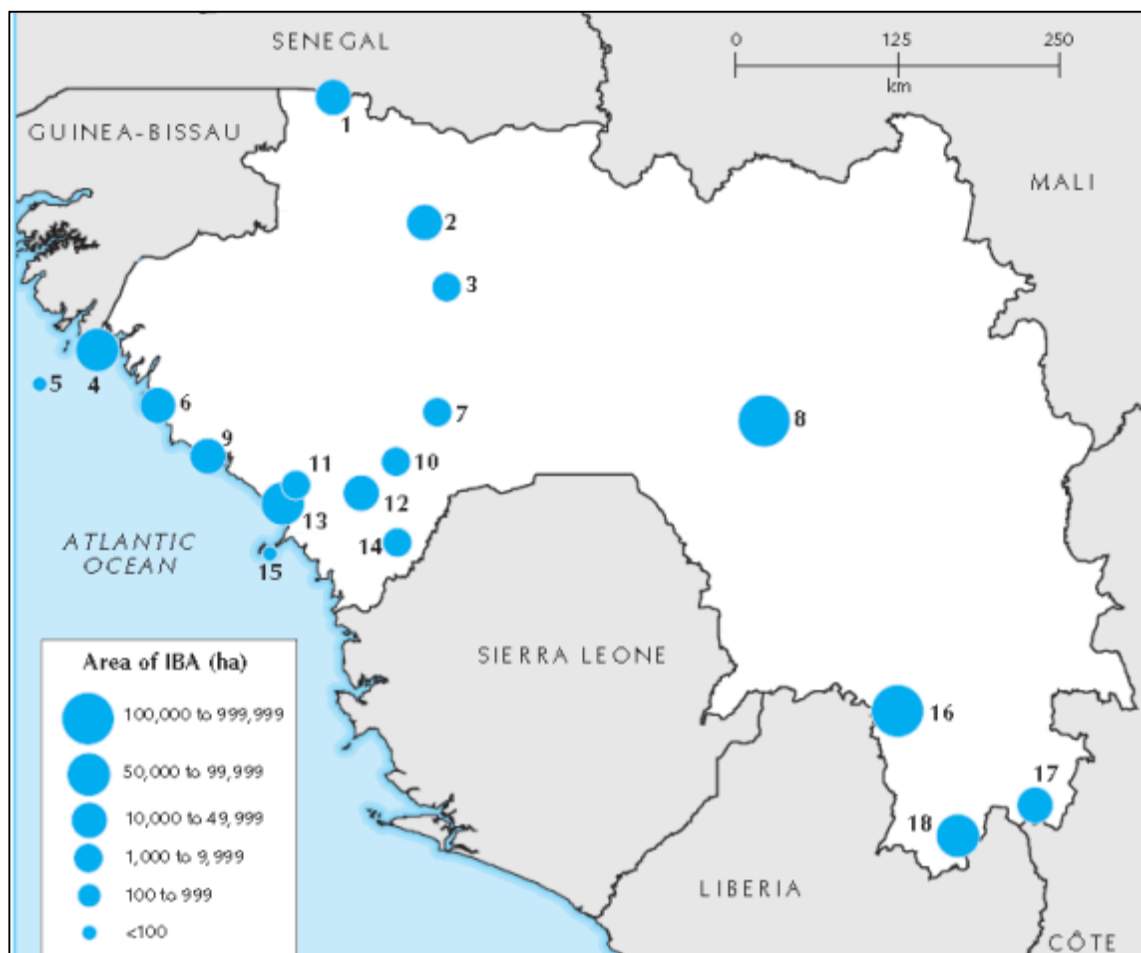 SENEGAL
0 125 250
km
GUINEA-BISSAU
1
MALI
2
3
4
5
6
7
8
9
10
11
12
13
14
15
ATLANTIC
OCEAN
SIERRA LEONE
Area of IBA (ha)
100,000 to 999,999
50,000 to 99,999
10,000 to 49,999
1,000 to 9,999
100 to 999
<100
16
17
18
LIBERIA
CÔTE